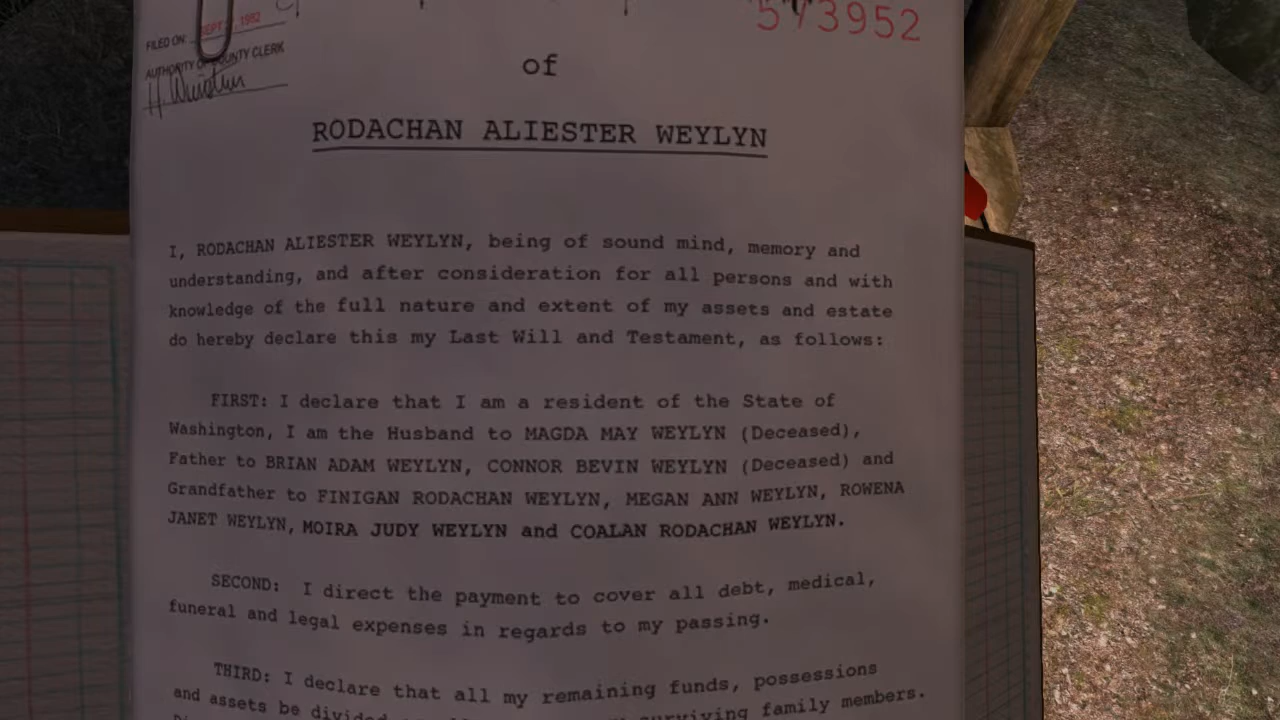 FILED ON: SEPT 1982
573952
AUTHORITY OF COUNTY CLERK
of
RODACHAN ALIESTER WEYLYN
I, RODACHAN ALIESTER WEYLYN, being of sound mind, memory and
understanding, and after consideration for all persons and with
knowledge of the full nature and extent of my assets and estate
do hereby declare this my Last Will and Testament, as follows:
FIRST: I declare that I am a resident of the State of
Washington, I am the Husband to MAGDA MAY WEYLYN (Deceased),
Father to BRIAN ADAM WEYLYN, CONNOR BEVIN WEYLYN (Deceased) and
Grandfather to FINIGAN RODACHAN WEYLYN, MEGAN ANN WEYLYN, ROWENA
JANET WEYLYN, MOIRA JUDY WEYLYN and COALAN RODACHAN WEYLYN.
SECOND: I direct the payment to cover all debt, medical,
funeral and legal expenses in regards to my passing.
THIRD: I declare that all my remaining funds, possessions
and assets be divided surviving family members.